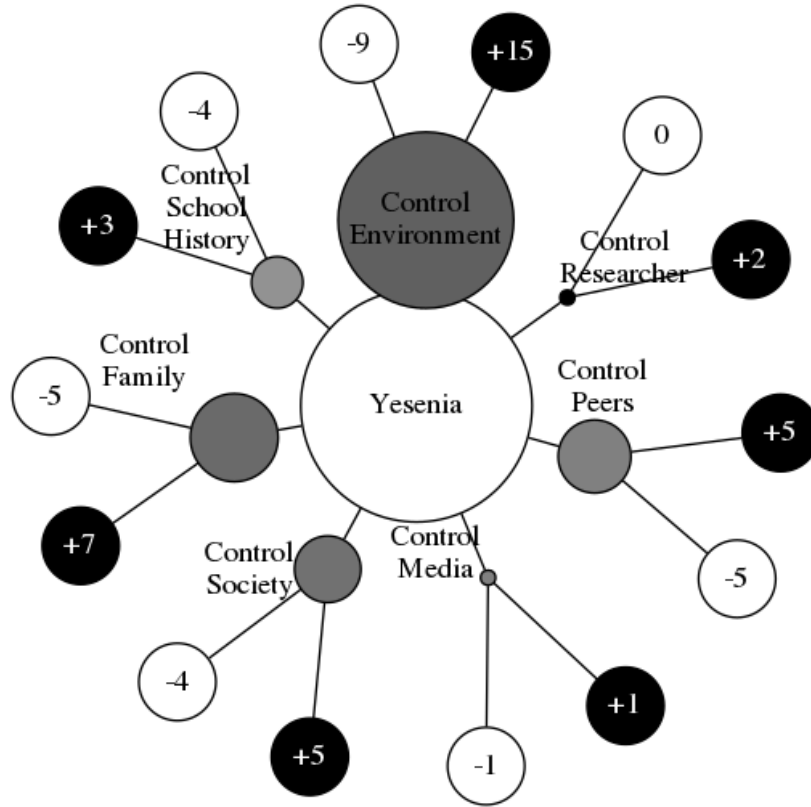 -9
+15
-4
0
Control
School
History
Control
Environment
+3
Control
Researcher
+2
Control
Family
-5
Yesenia
Control
Peers
+5
+7
Control
Society
Control
Media
-5
-4
+5
-1
+1